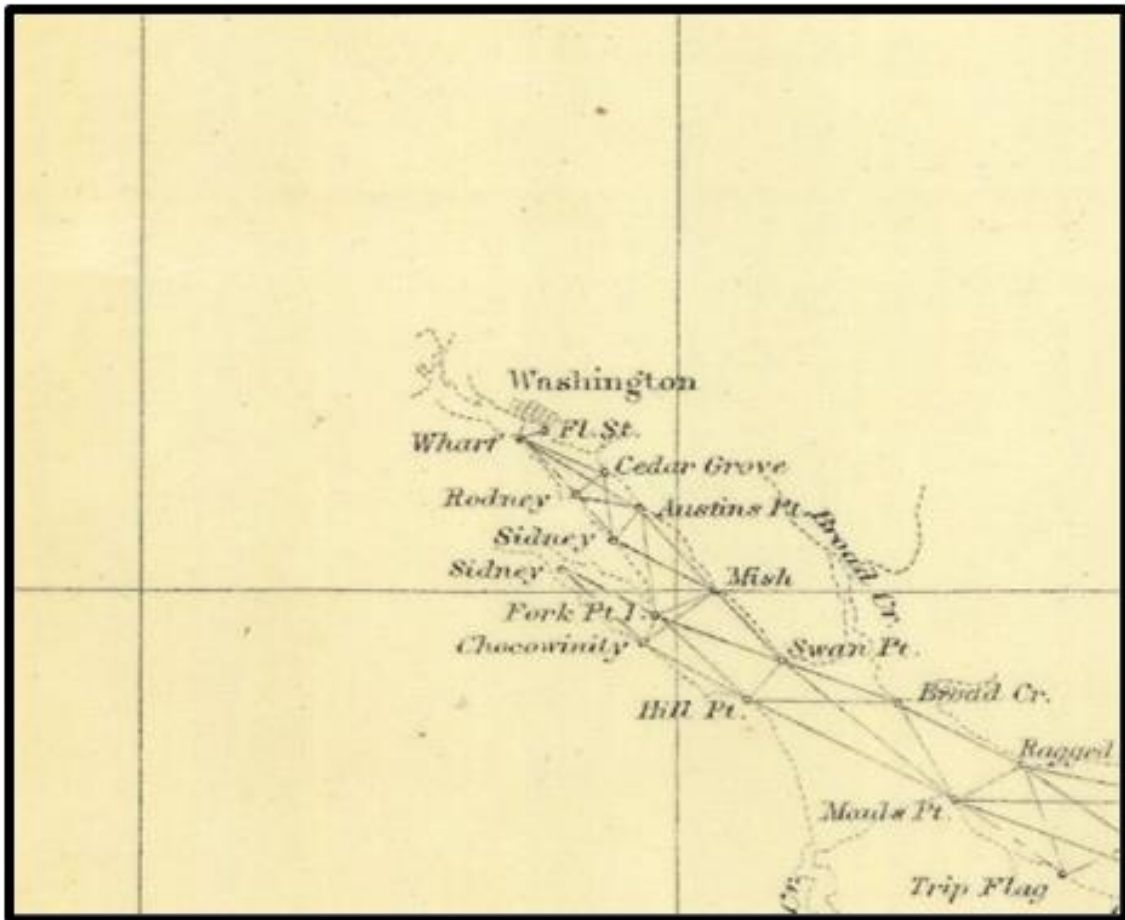 Washington
Fl. St.
Wharf
Cedar Grove
Rodney
Austins Pt.
Broad Cr.
Sidney
Sidney
Mish
Fork Pt. 1.
Chocowinity
Swan Pt.
Hill Pt.
Broad Cr.
Ragged
Mauls Pt.
Trip Flag
Cr.